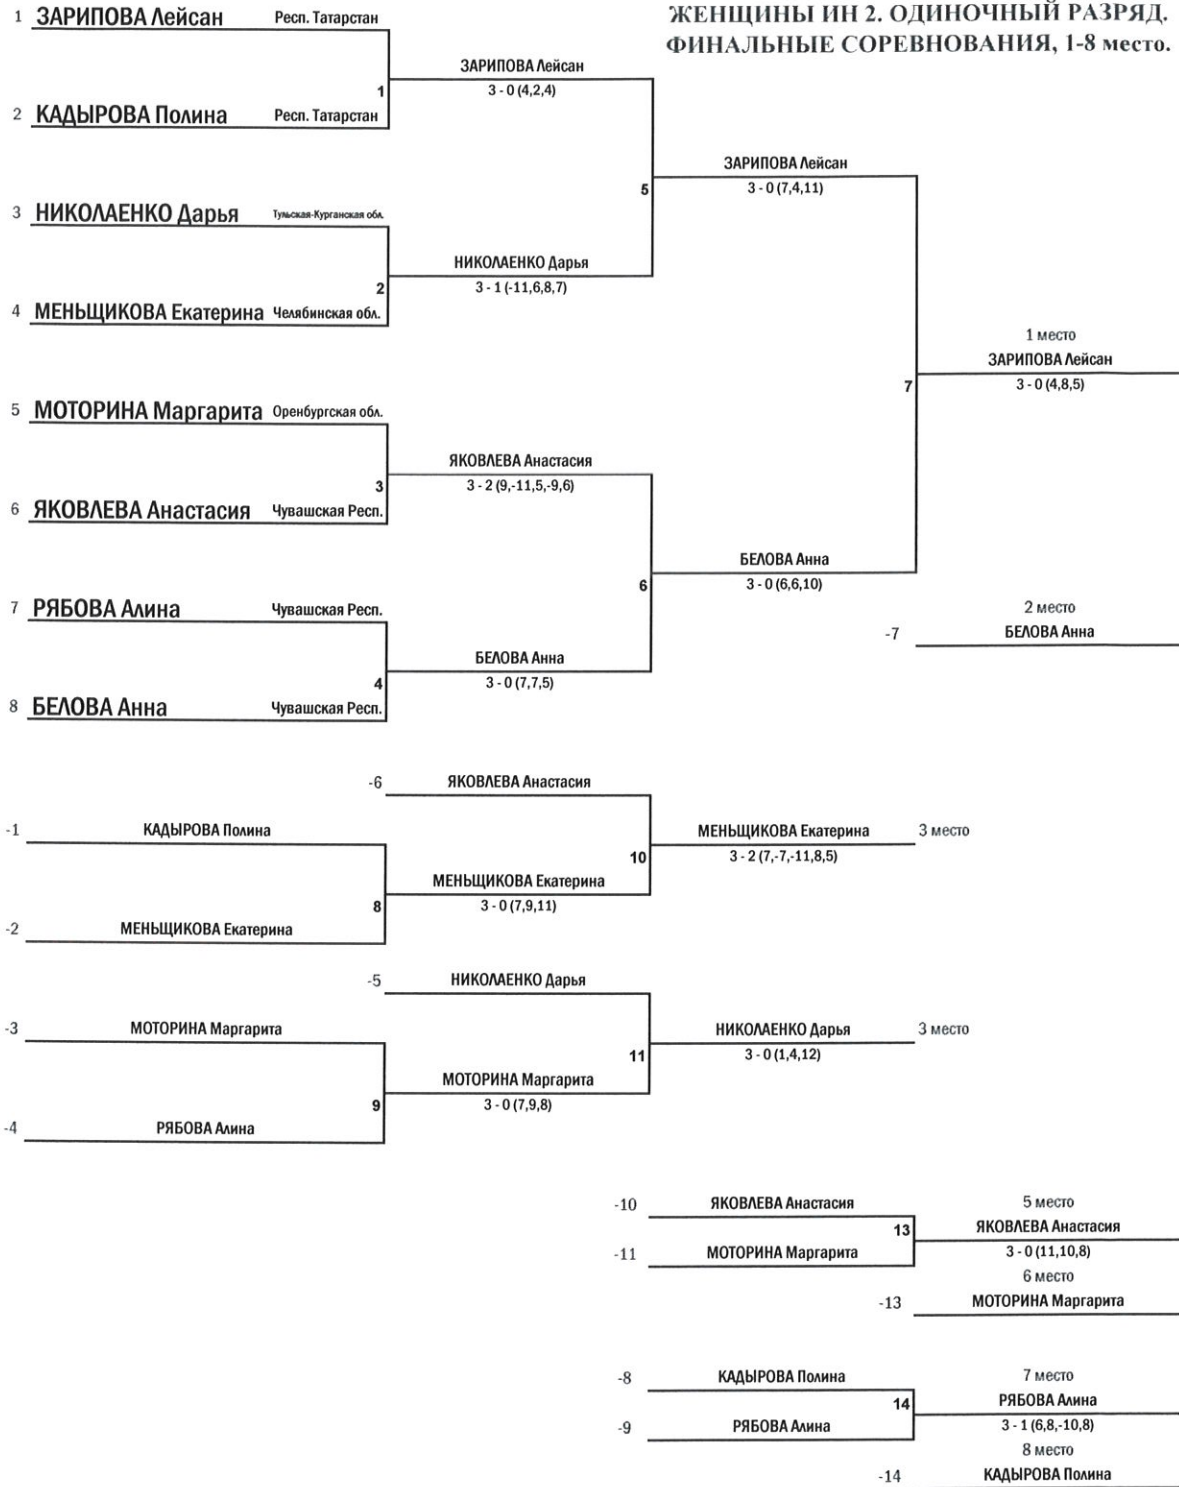 ЖЕНЩИНЫ ИН 2. ОДИНОЧНЫЙ РАЗРЯД.
ФИНАЛЬНЫЕ СОРЕВНОВАНИЯ, 1-8 место.
1 ЗАРИПОВА Лейсан Респ. Татарстан
ЗАРИПОВА Лейсан
1 3 - 0 (4,2,4)
2 КАДЫРОВА Полина Респ. Татарстан
ЗАРИПОВА Лейсан
5 3 - 0 (7,4,11)
3 НИКОЛАЕНКО Дарья Тульская-Курганская обл.
НИКОЛАЕНКО Дарья
2 3 - 1 (-11,6,8,7)
4 МЕНЬЩИКОВА Екатерина Челябинская обл.
1 место
ЗАРИПОВА Лейсан
7 3 - 0 (4,8,5)
5 МОТОРИНА Маргарита Оренбургская обл.
ЯКОВЛЕВА Анастасия
3 3 - 2 (9,-11,5,-9,6)
6 ЯКОВЛЕВА Анастасия Чувашская Респ.
БЕЛОВА Анна
6 3 - 0 (6,6,10)
7 РЯБОВА Алина Чувашская Респ.
2 место
-7 БЕЛОВА Анна
БЕЛОВА Анна
4 3 - 0 (7,7,5)
8 БЕЛОВА Анна Чувашская Респ.
-6 ЯКОВЛЕВА Анастасия
-1 КАДЫРОВА Полина
МЕНЬЩИКОВА Екатерина 3 место
10 3 - 2 (7,-7,-11,8,5)
МЕНЬЩИКОВА Екатерина
8 3 - 0 (7,9,11)
-2 МЕНЬЩИКОВА Екатерина
-5 НИКОЛАЕНКО Дарья
-3 МОТОРИНА Маргарита
НИКОЛАЕНКО Дарья 3 место
11 3 - 0 (1,4,12)
МОТОРИНА Маргарита
9 3 - 0 (7,9,8)
-4 РЯБОВА Алина
-10 ЯКОВЛЕВА Анастасия 5 место
13 ЯКОВЛЕВА Анастасия
-11 МОТОРИНА Маргарита 3 - 0 (11,10,8)
6 место
-13 МОТОРИНА Маргарита
-8 КАДЫРОВА Полина 7 место
14 РЯБОВА Алина
-9 РЯБОВА Алина 3 - 1 (6,8,-10,8)
8 место
-14 КАДЫРОВА Полина